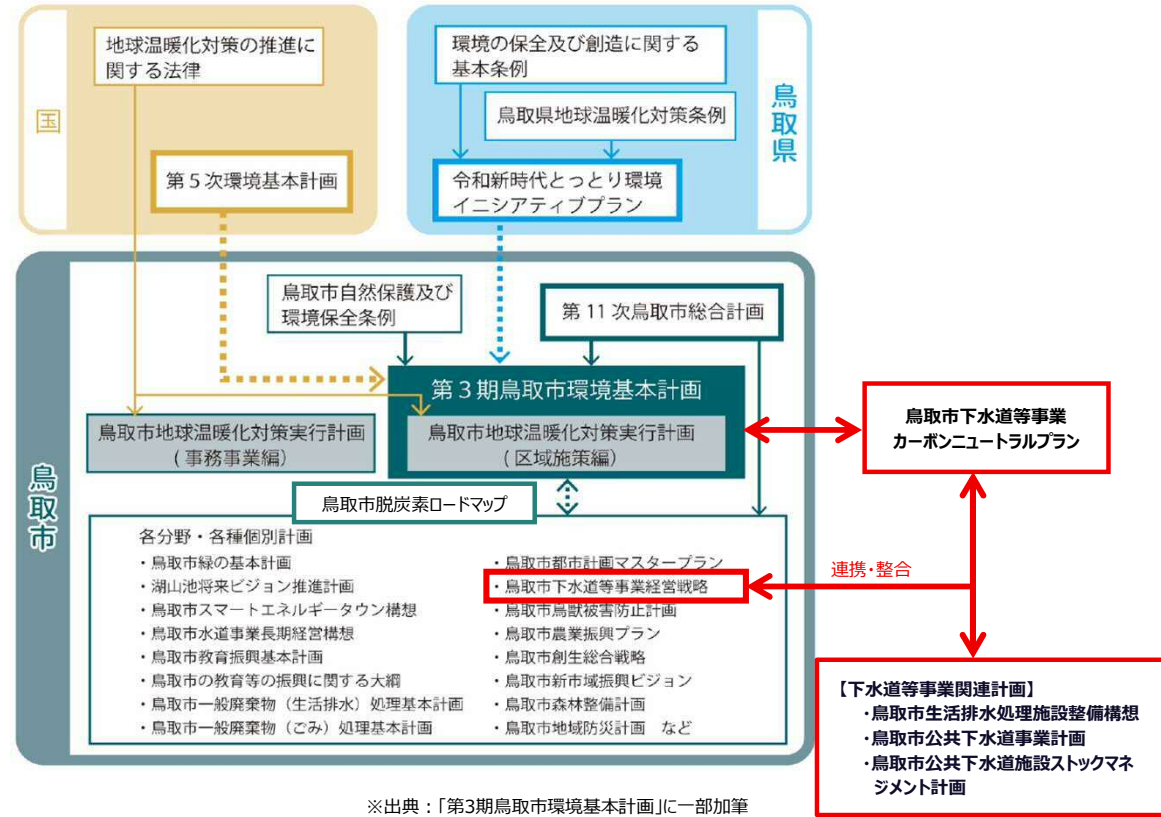 国
地球温暖化対策の推進に
関する法律
第5次環境基本計画
環境の保全及び創造に関する
基本条例
鳥取県地球温暖化対策条例
令和新時代とっとり環境
イニシアティブプラン
鳥取県
鳥取市
鳥取市自然保護及び
環境保全条例
第11次鳥取市総合計画
第3期鳥取市環境基本計画
鳥取市地球温暖化対策実行計画
(事務事業編)
鳥取市地球温暖化対策実行計画
(区域施策編)
鳥取市脱炭素ロードマップ
各分野・各種個別計画
・鳥取市緑の基本計画
・湖山池将来ビジョン推進計画
・鳥取市スマートエネルギータウン構想
・鳥取市水道事業長期経営構想
・鳥取市教育振興基本計画
・鳥取市の教育等の振興に関する大綱
・鳥取市一般廃棄物（生活排水）処理基本計画
・鳥取市一般廃棄物（ごみ）処理基本計画
・鳥取市都市計画マスタープラン
・鳥取市下水道等事業経営戦略
・鳥取市鳥獣被害防止計画
・鳥取市農業振興プラン
・鳥取市創生総合戦略
・鳥取市新市域振興ビジョン
・鳥取市森林整備計画
・鳥取市地域防災計画　など
鳥取市下水道等事業
カーボンニュートラルプラン
連携・整合
【下水道等事業関連計画】
・鳥取市生活排水処理施設整備構想
・鳥取市公共下水道事業計画
・鳥取市公共下水道施設ストックマネ
ジメント計画
※出典：「第3期鳥取市環境基本計画」に一部加筆